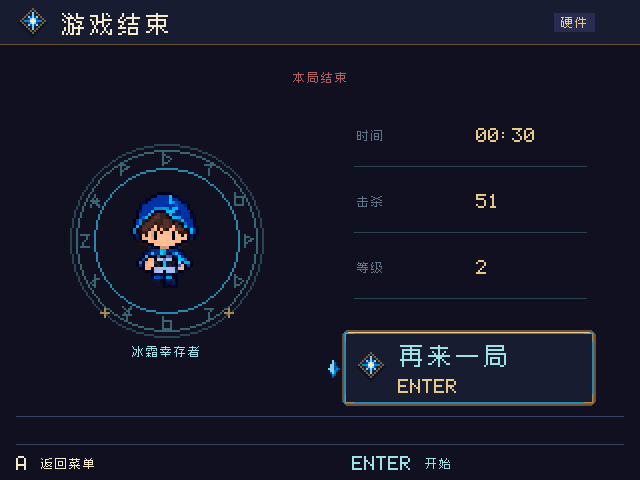 游戏结束
硬件
本局结束
时间 00:30
击杀 51
等级 2
冰霜幸存者
再来一局
ENTER
A 返回菜单 ENTER 开始